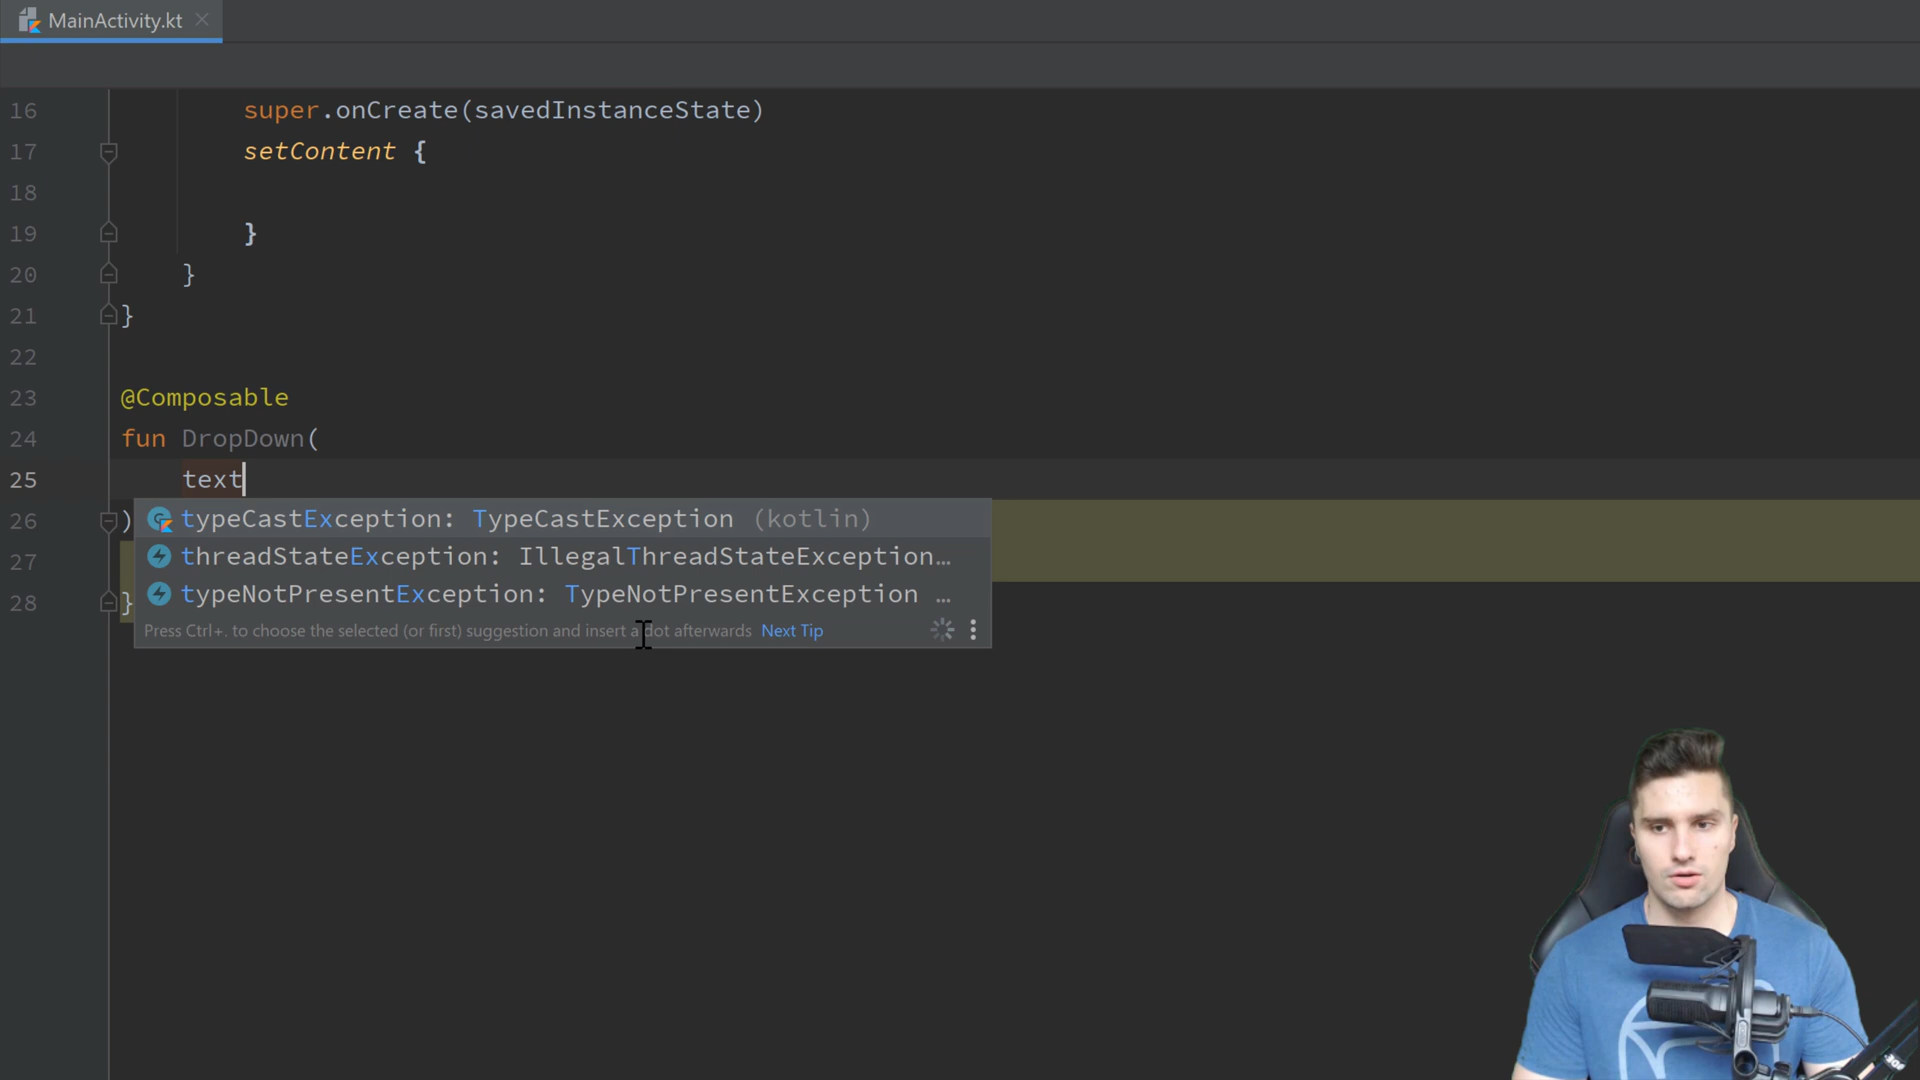 MainActivity.kt
16 super.onCreate(savedInstanceState)
17 setContent {
18
19 }
20 }
21 }
22
23 @Composable
24 fun DropDown(
25 text
26 )
typeCastException: TypeCastException (kotlin)
27
threadStateException: IllegalThreadStateException…
28 }
typeNotPresentException: TypeNotPresentException …
Press Ctrl+. to choose the selected (or first) suggestion and insert a dot afterwards Next Tip